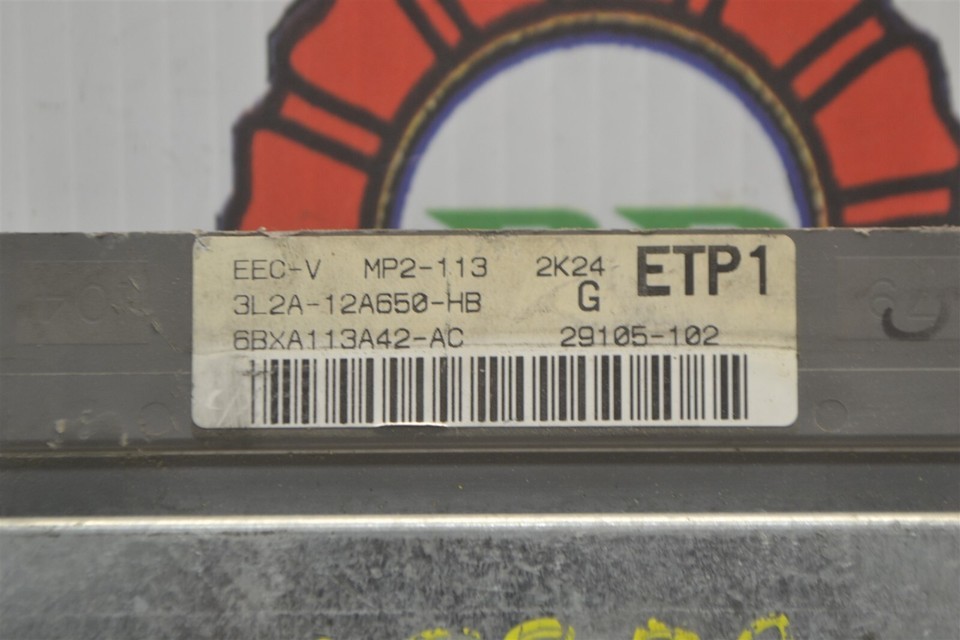 EEC-V MP2-113 2K24 ETP1
3L2A-12A650-HB G
6BXA113A42-AC 29105-102